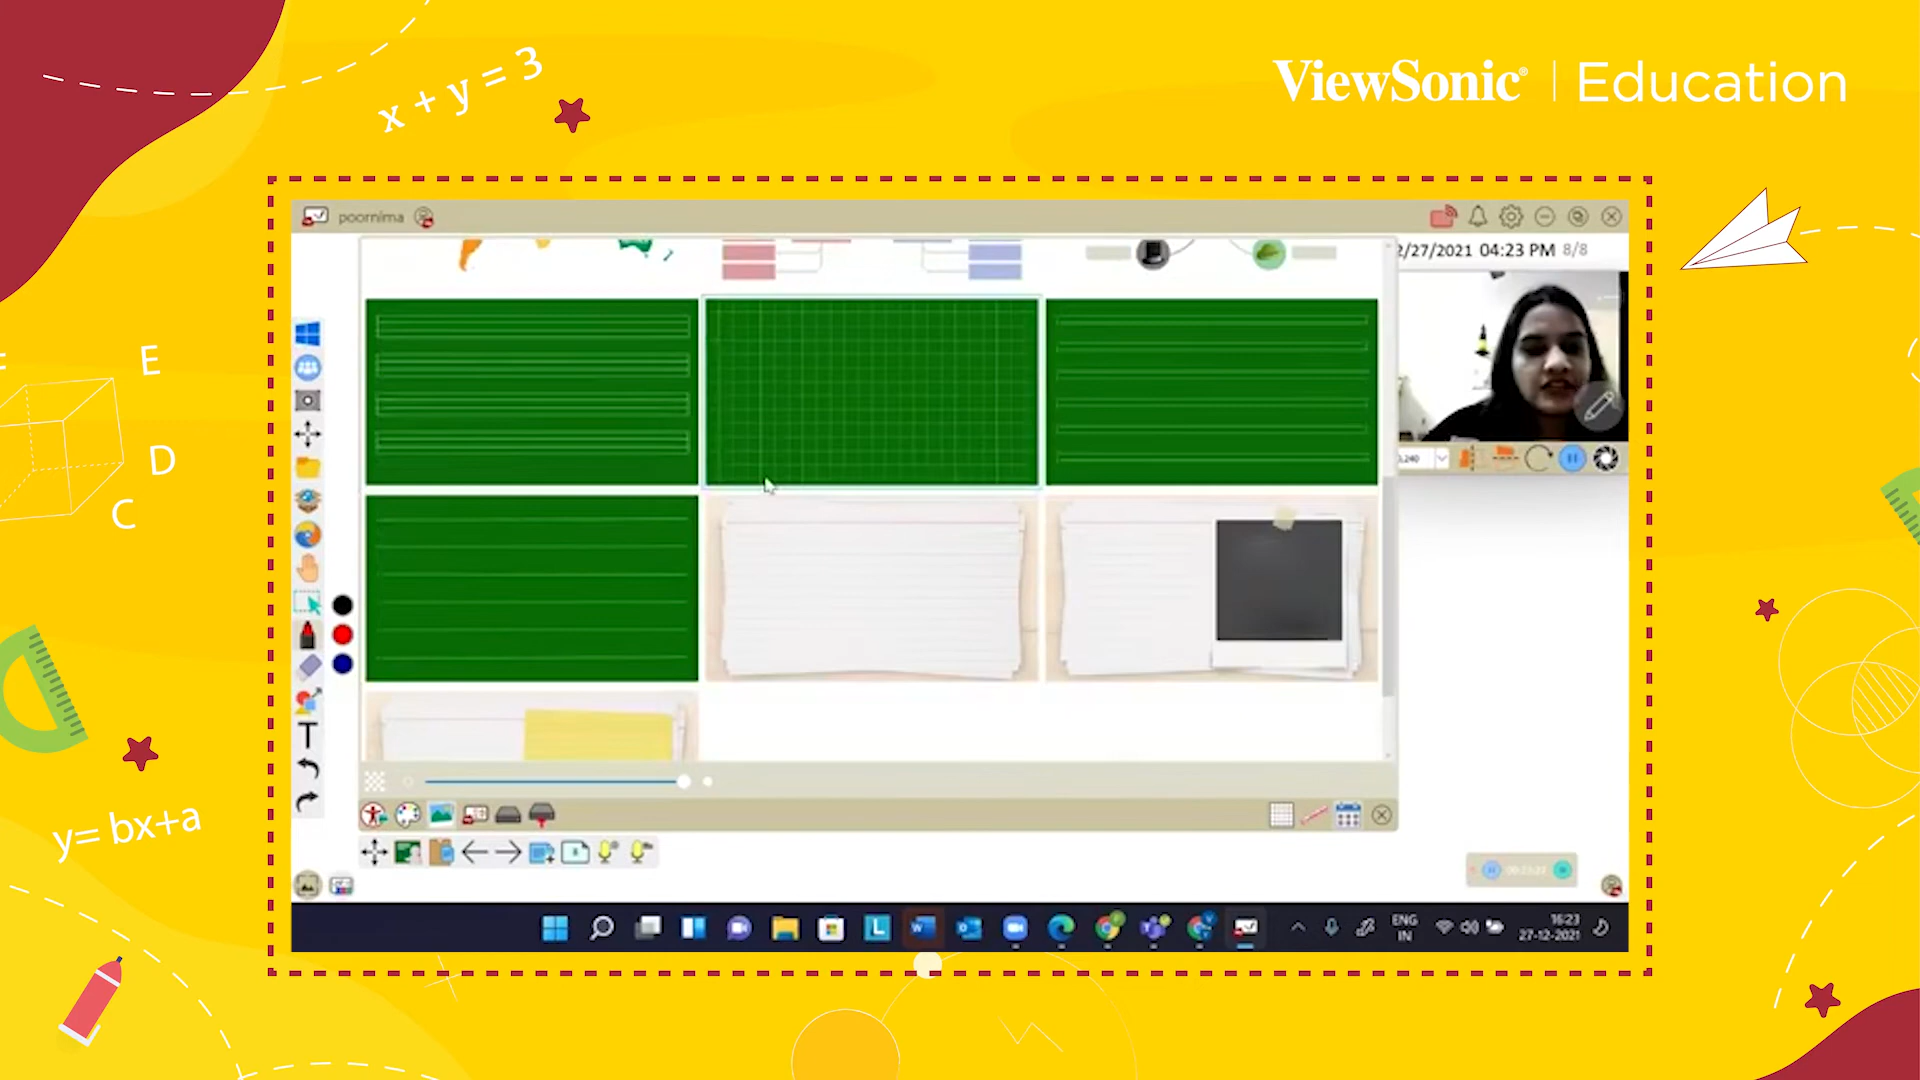 x + y = 3
ViewSonic® | Education
poornima
2/27/2021 04:23 PM 8/8
E
D
C
,240
T
y= bx+a
L
W
ENG
IN
16:23
27-12-2021